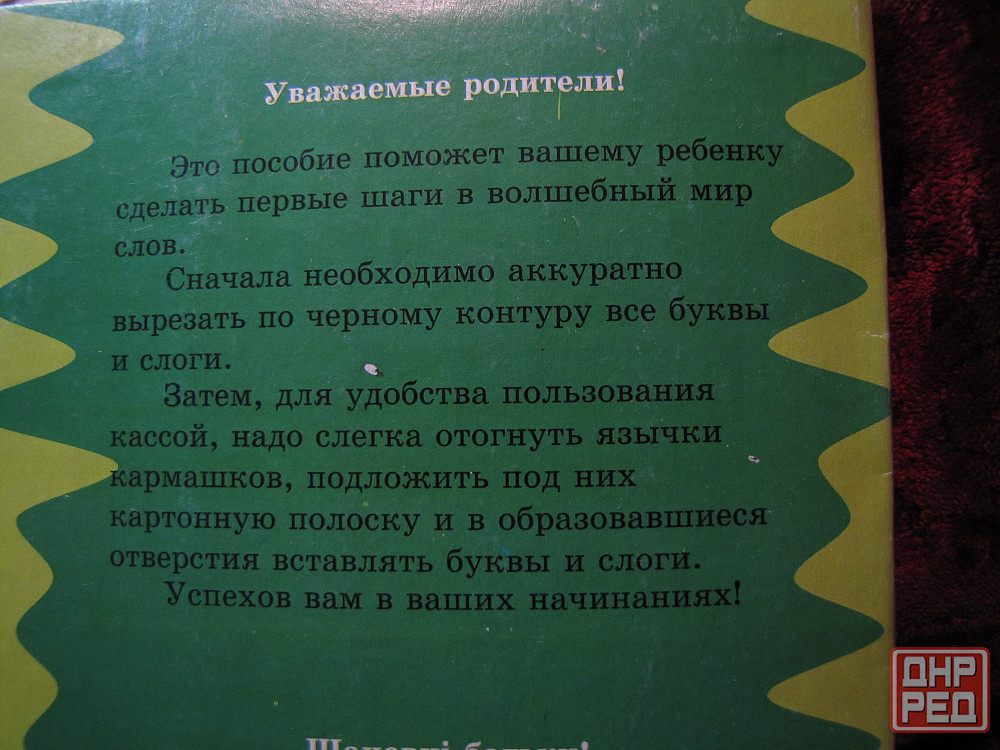 Уважаемые родители!
Это пособие поможет вашему ребенку
сделать первые шаги в волшебный мир
слов.
Сначала необходимо аккуратно
вырезать по черному контуру все буквы
и слоги.
Затем, для удобства пользования
кассой, надо слегка отогнуть язычки
кармашков, подложить под них
картонную полоску и в образовавшиеся
отверстия вставлять буквы и слоги.
Успехов вам в ваших начинаниях!
Шановні батьки!
ДНР
РЕД